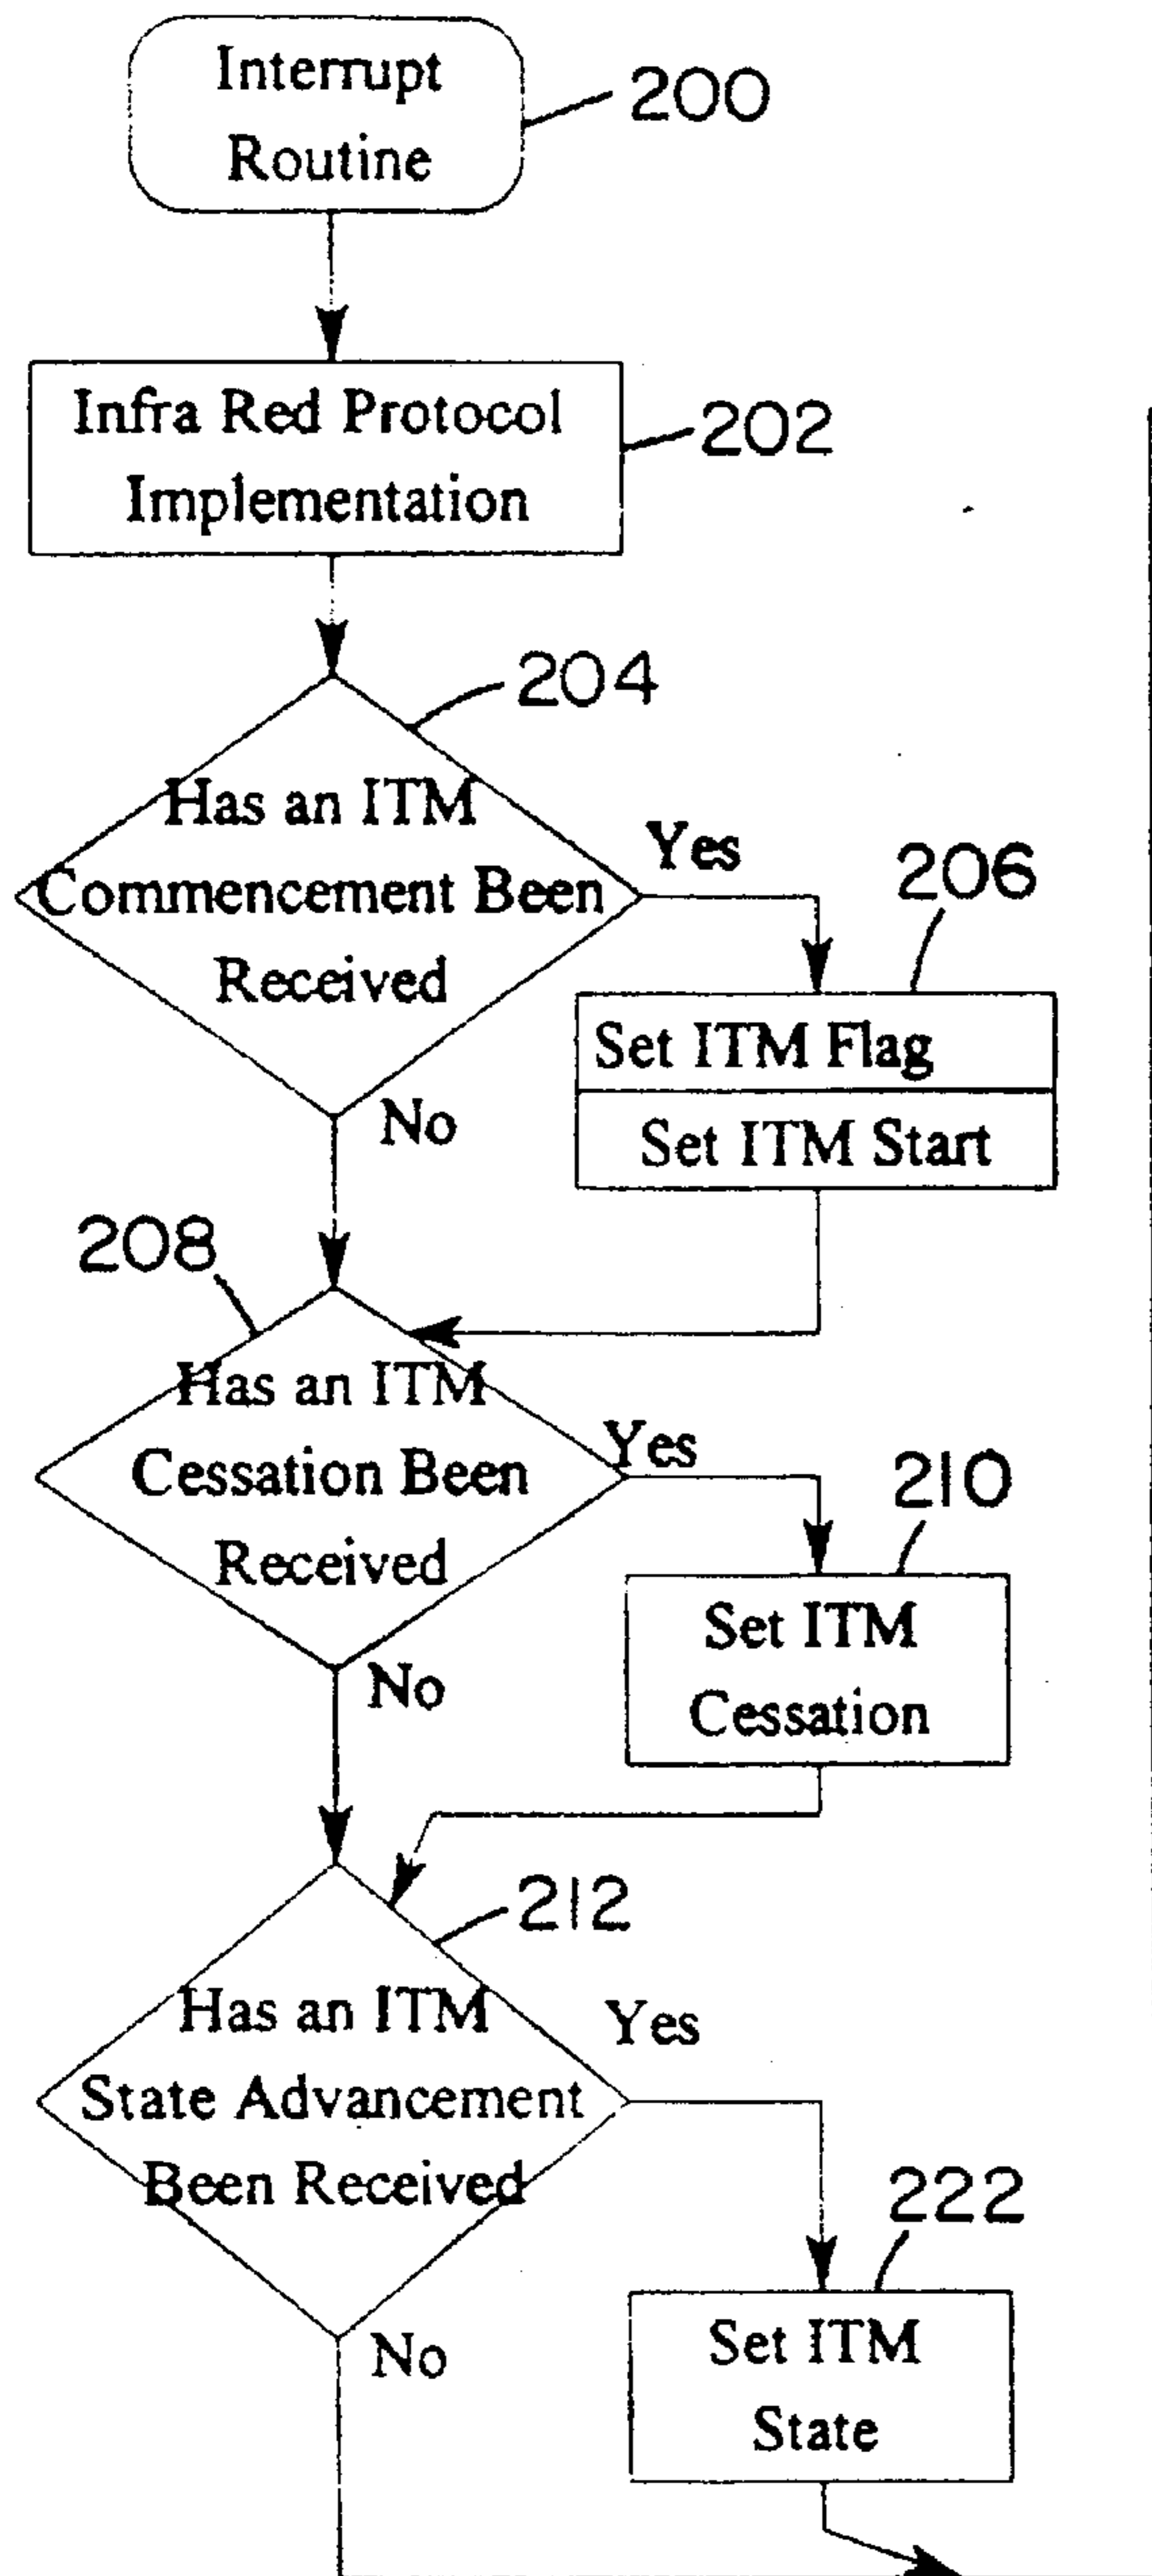 Interrupt
Routine
200
Infra Red Protocol
Implementation
202
204
Has an ITM
Commencement Been
Received
Yes
206
Set ITM Flag
Set ITM Start
No
208
Has an ITM
Cessation Been
Received
Yes
210
Set ITM
Cessation
No
212
Has an ITM
State Advancement
Been Received
Yes
222
Set ITM
State
No